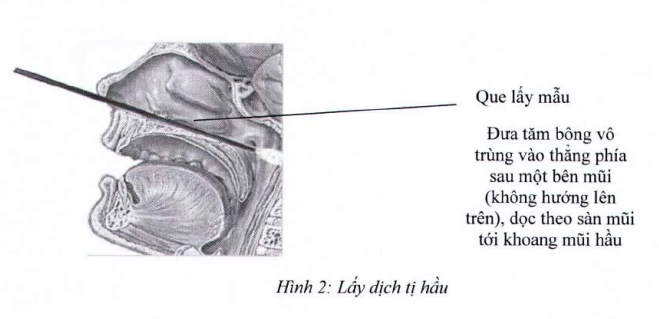 Que lấy mẫu
Đưa tăm bông vô
trùng vào thẳng phía
sau một bên mũi
(không hướng lên
trên), dọc theo sàn mũi
tới khoang mũi hầu
Hình 2: Lấy dịch tị hầu